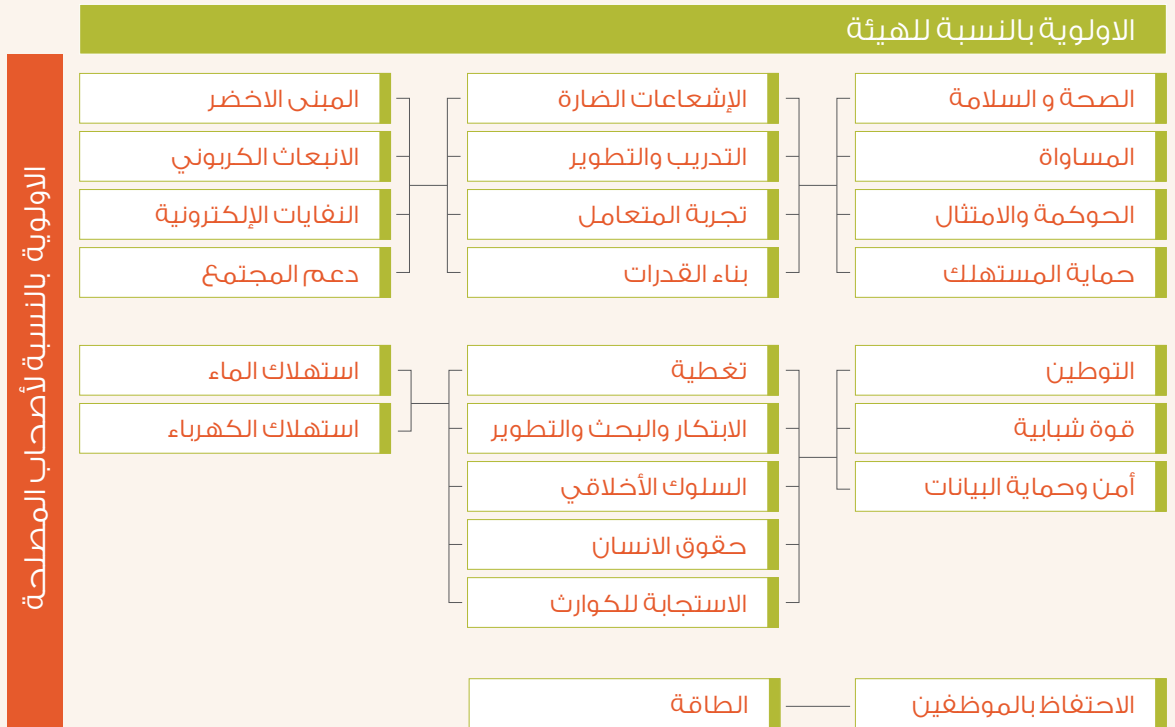 الاولوية بالنسبة للهيئة
الاولوية بالنسبة لأصحاب المصلحة
الصحة و السلامة
المساواة
الحوكمة والامتثال
حماية المستهلك
الإشعاعات الضارة
التدريب والتطوير
تجربة المتعامل
بناء القدرات
المبنى الاخضر
الانبعاث الكربوني
النفايات الإلكترونية
دعم المجتمع
التوطين
قوة شبابية
أمن وحماية البيانات
تغطية
الابتكار والبحث والتطوير
السلوك الأخلاقي
حقوق الانسان
الاستجابة للكوارث
استهلاك الماء
استهلاك الكهرباء
الاحتفاظ بالموظفين
الطاقة